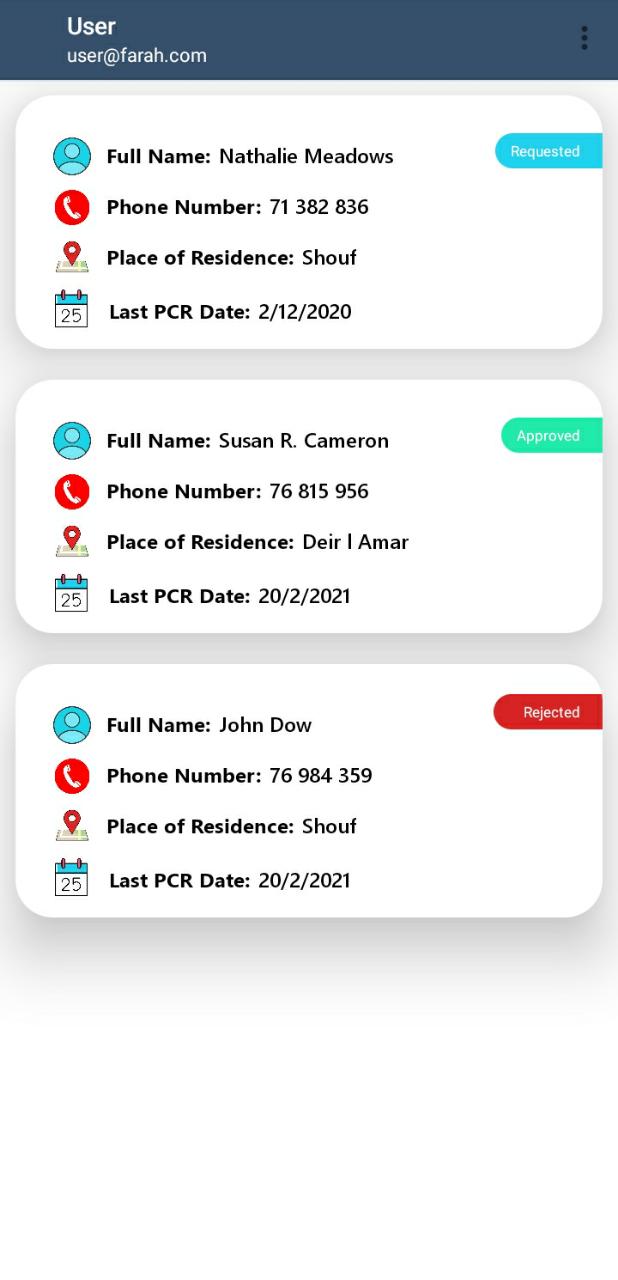 User
user@farah.com
Full Name: Nathalie Meadows
Requested
Phone Number: 71 382 836
Place of Residence: Shouf
25
Last PCR Date: 2/12/2020
Full Name: Susan R. Cameron
Approved
Phone Number: 76 815 956
Place of Residence: Deir l Amar
25
Last PCR Date: 20/2/2021
Full Name: John Dow
Rejected
Phone Number: 76 984 359
Place of Residence: Shouf
25
Last PCR Date: 20/2/2021